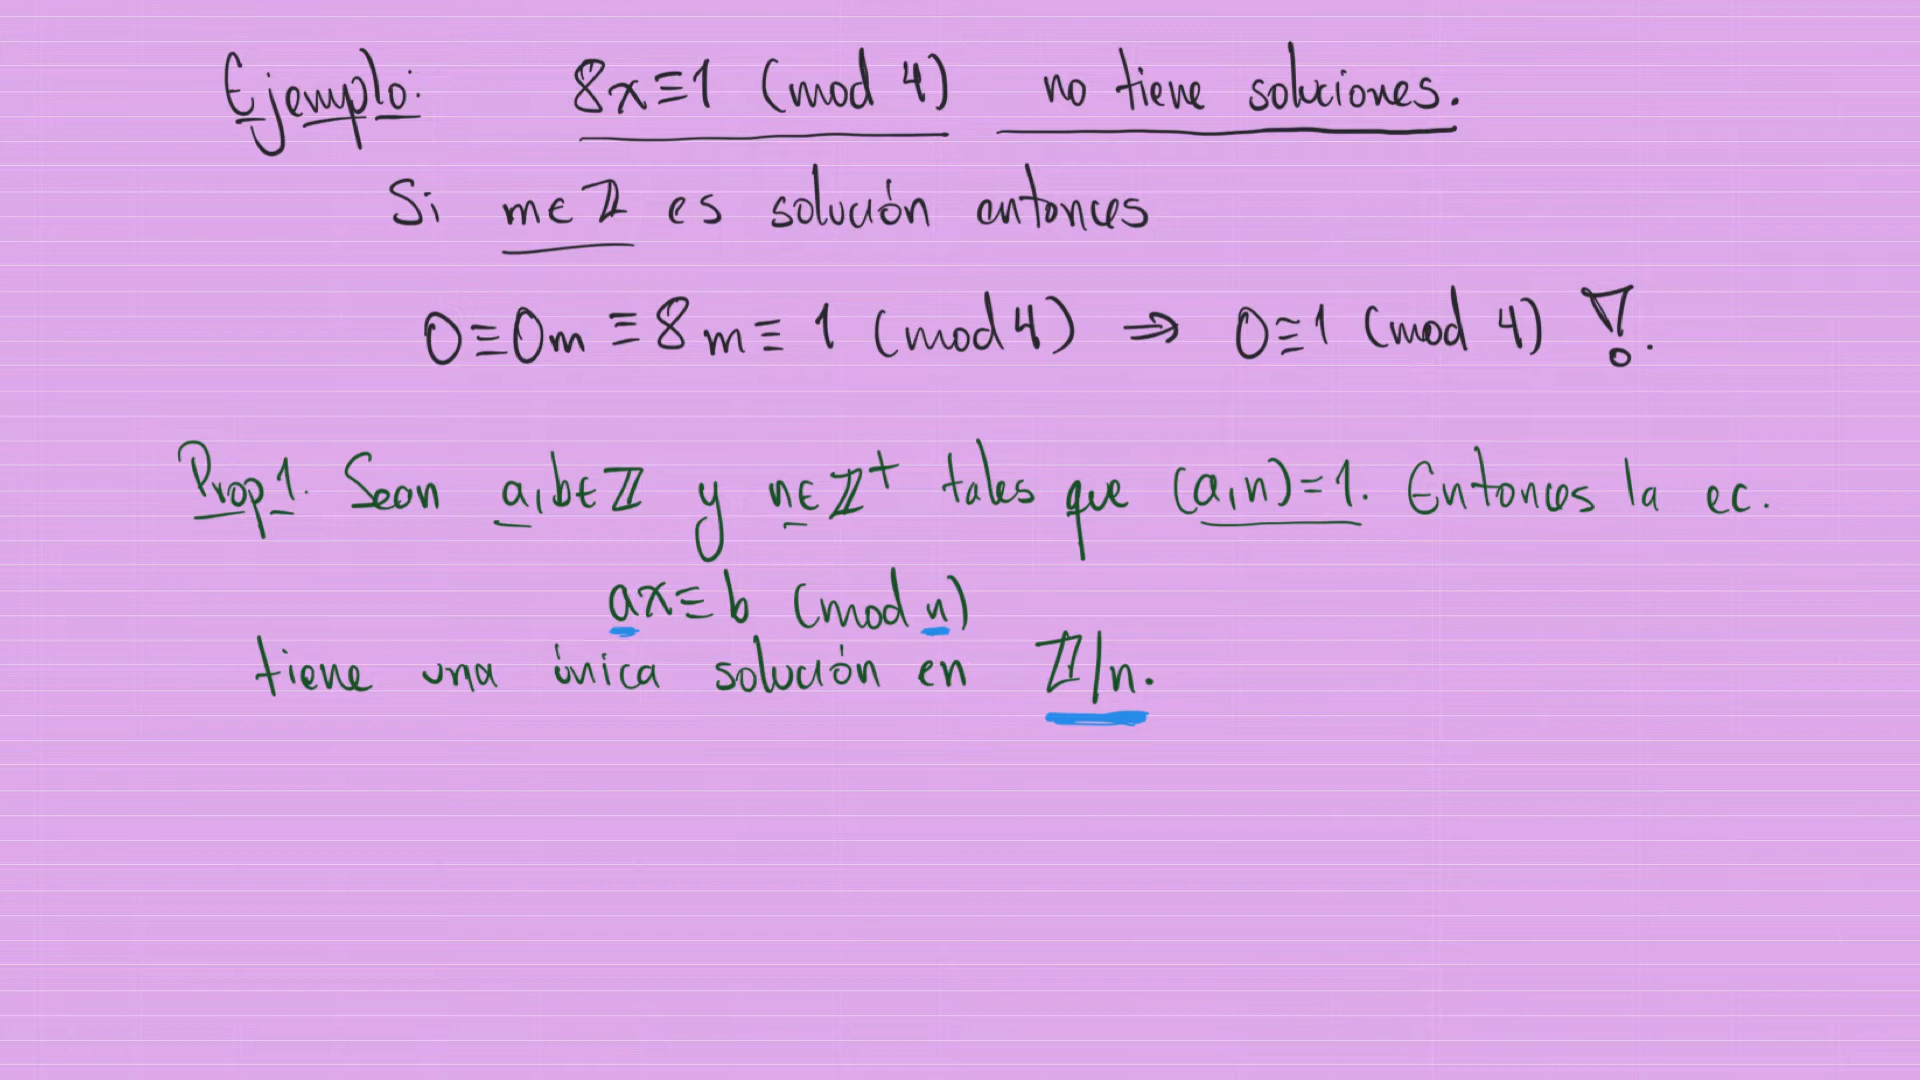 Ejemplo: 8x≡1 (mod 4) no tiene soluciones.
Si m∈ℤ es solución entonces
0≡0m≡8m≡1 (mod 4) ⇒ 0≡1 (mod 4) !.
Prop 1. Sean a,b∈ℤ y n∈ℤ⁺ tales que (a,n)=1. Entonces la ec.
ax≡b (mod n)
tiene una única solución en ℤ/n.